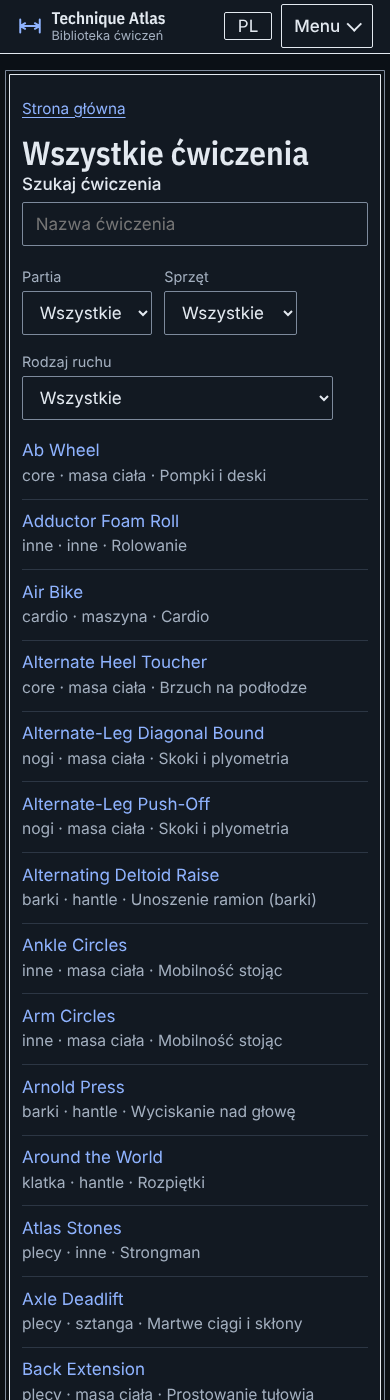 Technique Atlas
Biblioteka ćwiczeń
PL
Menu
Strona główna
Wszystkie ćwiczenia
Szukaj ćwiczenia
Nazwa ćwiczenia
Partia
Sprzęt
Wszystkie
Wszystkie
Rodzaj ruchu
Wszystkie
Ab Wheel
core · masa ciała · Pompki i deski
Adductor Foam Roll
inne · inne · Rolowanie
Air Bike
cardio · maszyna · Cardio
Alternate Heel Toucher
core · masa ciała · Brzuch na podłodze
Alternate-Leg Diagonal Bound
nogi · masa ciała · Skoki i plyometria
Alternate-Leg Push-Off
nogi · masa ciała · Skoki i plyometria
Alternating Deltoid Raise
barki · hantle · Unoszenie ramion (barki)
Ankle Circles
inne · masa ciała · Mobilność stojąc
Arm Circles
inne · masa ciała · Mobilność stojąc
Arnold Press
barki · hantle · Wyciskanie nad głowę
Around the World
klatka · hantle · Rozpiętki
Atlas Stones
plecy · inne · Strongman
Axle Deadlift
plecy · sztanga · Martwe ciągi i skłony
Back Extension
plecy · masa ciała · Prostowanie tułowia